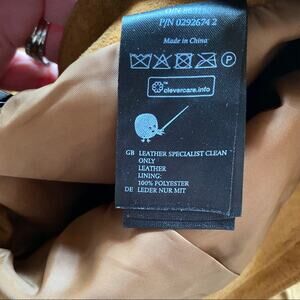 P/N 0292674 2
Made in China
P
clevercare.info
GB LEATHER SPECIALIST CLEAN
ONLY
LEATHER
LINING:
100% POLYESTER
DE LEDER NUR MIT